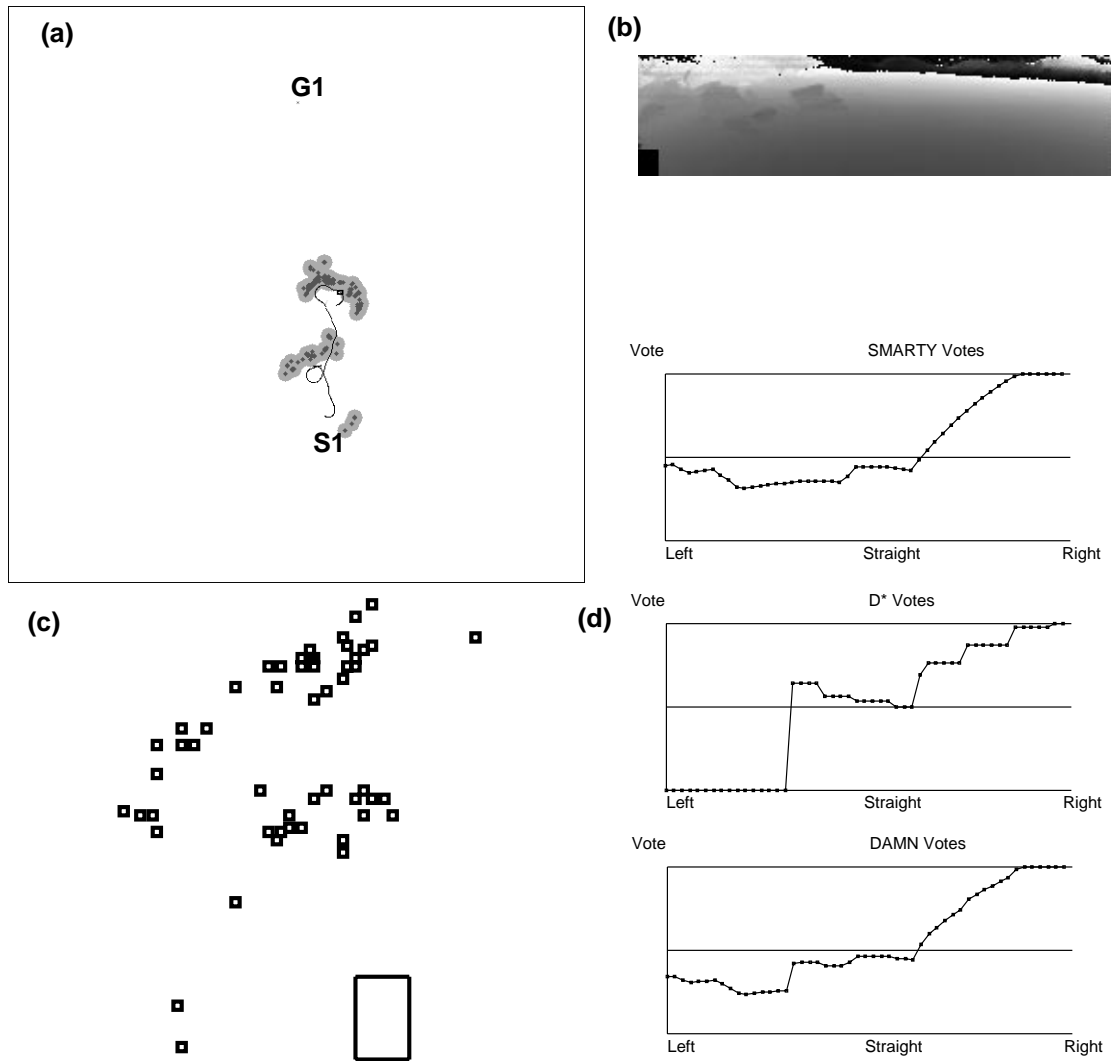 (a)
G1
S1
(b)
Vote SMARTY Votes
Left Straight Right
(c)
(d)
Vote D* Votes
Left Straight Right
Vote DAMN Votes
Left Straight Right